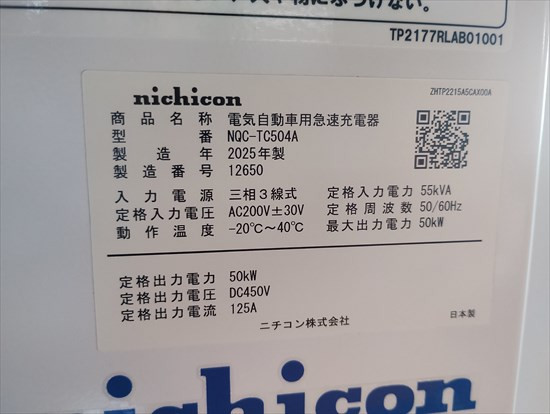 TP2177RLAB01001
ZHTP2215A5CAX00A
nichicon
商品名称 電気自動車用急速充電器
型番 NQC-TC504A
製造年 2025年製
製造番号 12650
入力電源 三相3線式 定格入力電力 55kVA
定格入力電圧 AC200V±30V 定格周波数 50/60Hz
動作温度 -20℃～40℃ 最大出力電力 50kW
定格出力電力 50kW
定格出力電圧 DC450V
定格出力電流 125A
ニチコン株式会社 日本製
nichicon